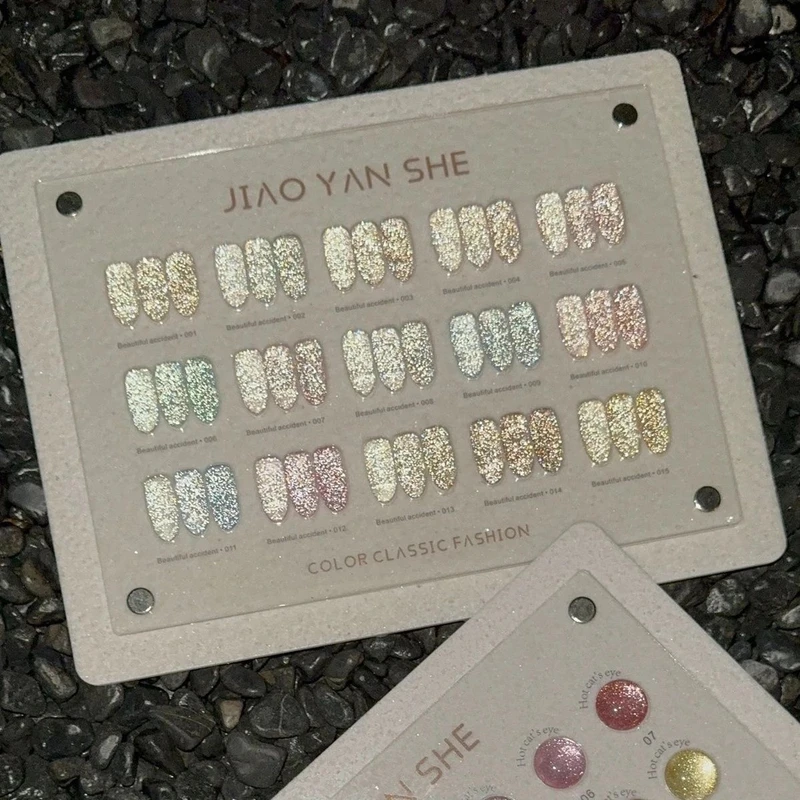 JIAO YAN SHE
Beautiful accident • 001
Beautiful accident • 002
Beautiful accident • 003
Beautiful accident • 004
Beautiful accident • 005
Beautiful accident • 006
Beautiful accident • 007
Beautiful accident • 008
Beautiful accident • 009
Beautiful accident • 010
Beautiful accident • 011
Beautiful accident • 012
Beautiful accident • 013
Beautiful accident • 014
Beautiful accident • 015
COLOR CLASSIC FASHION
Hot cat's eye
07
Hot cat's eye
Hot cat's eye
06
SHE